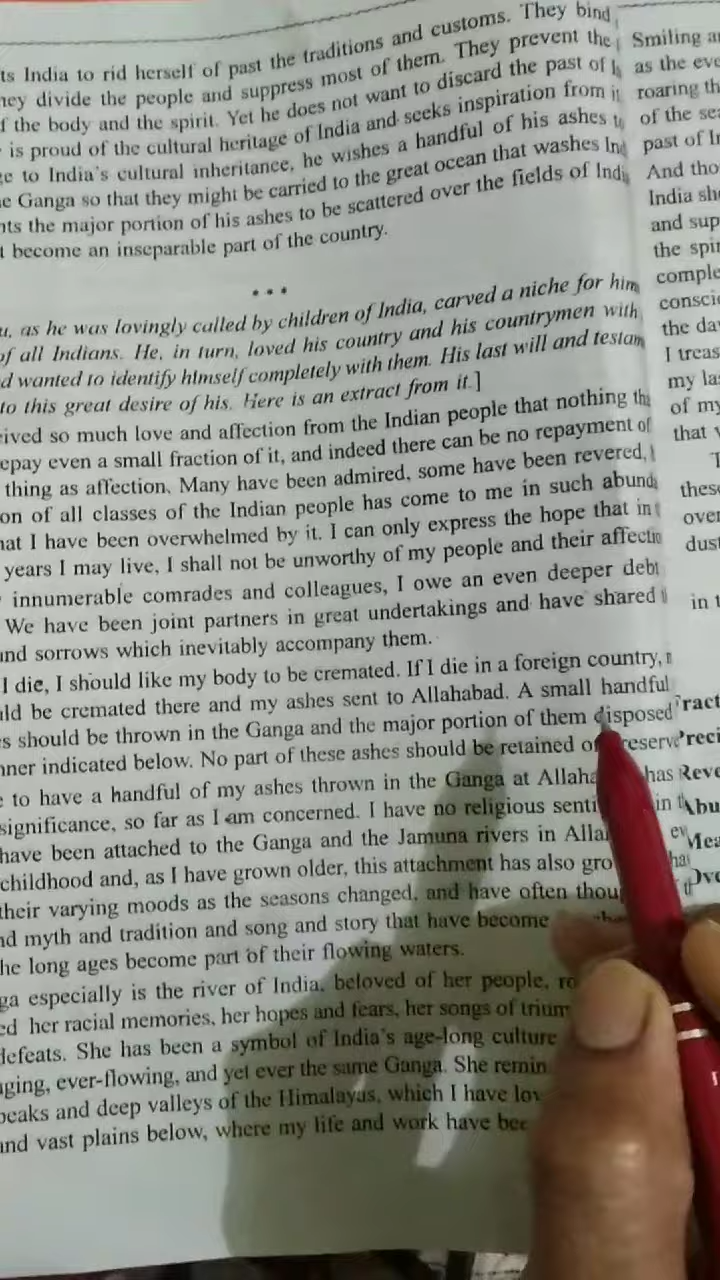 ts India to rid herself of past the traditions and customs. They bind
hey divide the people and suppress most of them. They prevent the
f the body and the spirit. Yet he does not want to discard the past of
is proud of the cultural heritage of India and seeks inspiration from
ge to India's cultural inheritance, he wishes a handful of his ashes
e Ganga so that they might be carried to the great ocean that washes Ind
nts the major portion of his ashes to be scattered over the fields of Indi
t become an inseparable part of the country.
•••
u, as he was lovingly called by children of India, carved a niche for him
of all Indians. He, in turn, loved his country and his countrymen with
d wanted to identify himself completely with them. His last will and testam
to this great desire of his. Here is an extract from it.]
ived so much love and affection from the Indian people that nothing
epay even a small fraction of it, and indeed there can be no repayment of
thing as affection. Many have been admired, some have been revered,
on of all classes of the Indian people has come to me in such abund
hat I have been overwhelmed by it. I can only express the hope that in
years I may live, I shall not be unworthy of my people and their affectio
innumerable comrades and colleagues, I owe an even deeper debt
We have been joint partners in great undertakings and have shared
and sorrows which inevitably accompany them.
I die, I should like my body to be cremated. If I die in a foreign country,
uld be cremated there and my ashes sent to Allahabad. A small handful
s should be thrown in the Ganga and the major portion of them disposed
nner indicated below. No part of these ashes should be retained o reserve
e to have a handful of my ashes thrown in the Ganga at Allaha has
significance, so far as I am concerned. I have no religious senti in
have been attached to the Ganga and the Jamuna rivers in Alla ev
childhood and, as I have grown older, this attachment has also gro ha
their varying moods as the seasons changed, and have often thou
nd myth and tradition and song and story that have become
he long ages become part of their flowing waters.
ga especially is the river of India, beloved of her people, ro
ed her racial memories, her hopes and fears, her songs of trium
defeats. She has been a symbol of India's age-long culture
ging, ever-flowing, and yet ever the same Ganga. She remin
peaks and deep valleys of the Himalayas, which I have lov
and vast plains below, where my life and work have bee
Smiling a
as the eve
roaring th
of the sea
past of I
And tho
India sh
and sup
the spi
comple
consci
the da
I treas
my la
of my
that
T
these
over
dust
in t
ract
reci
Reve
Abu
Mea
Ove